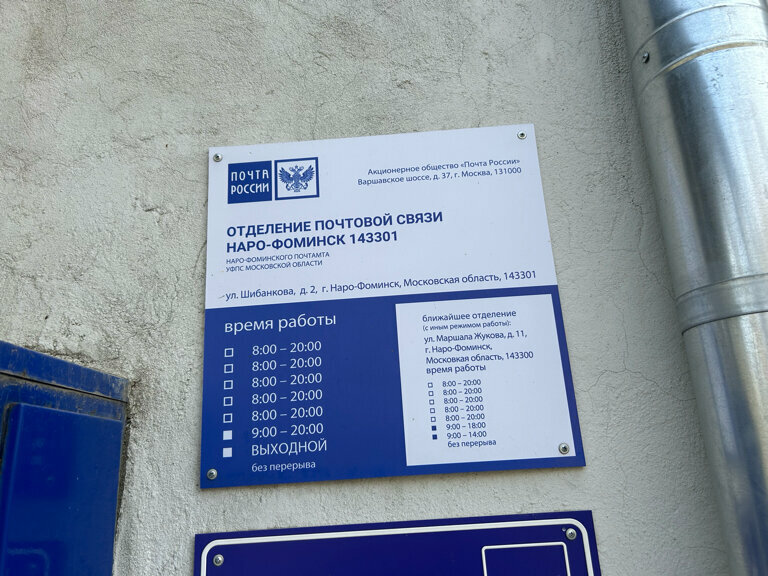 ПОЧТА
РОССИИ
Акционерное общество «Почта России»
Варшавское шоссе, д. 37, г. Москва, 131000
ОТДЕЛЕНИЕ ПОЧТОВОЙ СВЯЗИ
НАРО-ФОМИНСК 143301
НАРО-ФОМИНСКОГО ПОЧТАМТА
УФПС МОСКОВСКОЙ ОБЛАСТИ
ул. Шибанкова, д. 2, г. Наро-Фоминск, Московская область, 143301
время работы
8:00 – 20:00
8:00 – 20:00
8:00 – 20:00
8:00 – 20:00
8:00 – 20:00
9:00 – 20:00
ВЫХОДНОЙ
без перерыва
ближайшее отделение
(с иным режимом работы):
ул. Маршала Жукова, д. 11,
г. Наро-Фоминск,
Московкая область, 143300
время работы
8:00 – 20:00
8:00 – 20:00
8:00 – 20:00
8:00 – 20:00
8:00 – 20:00
9:00 – 18:00
9:00 – 14:00
без перерыва